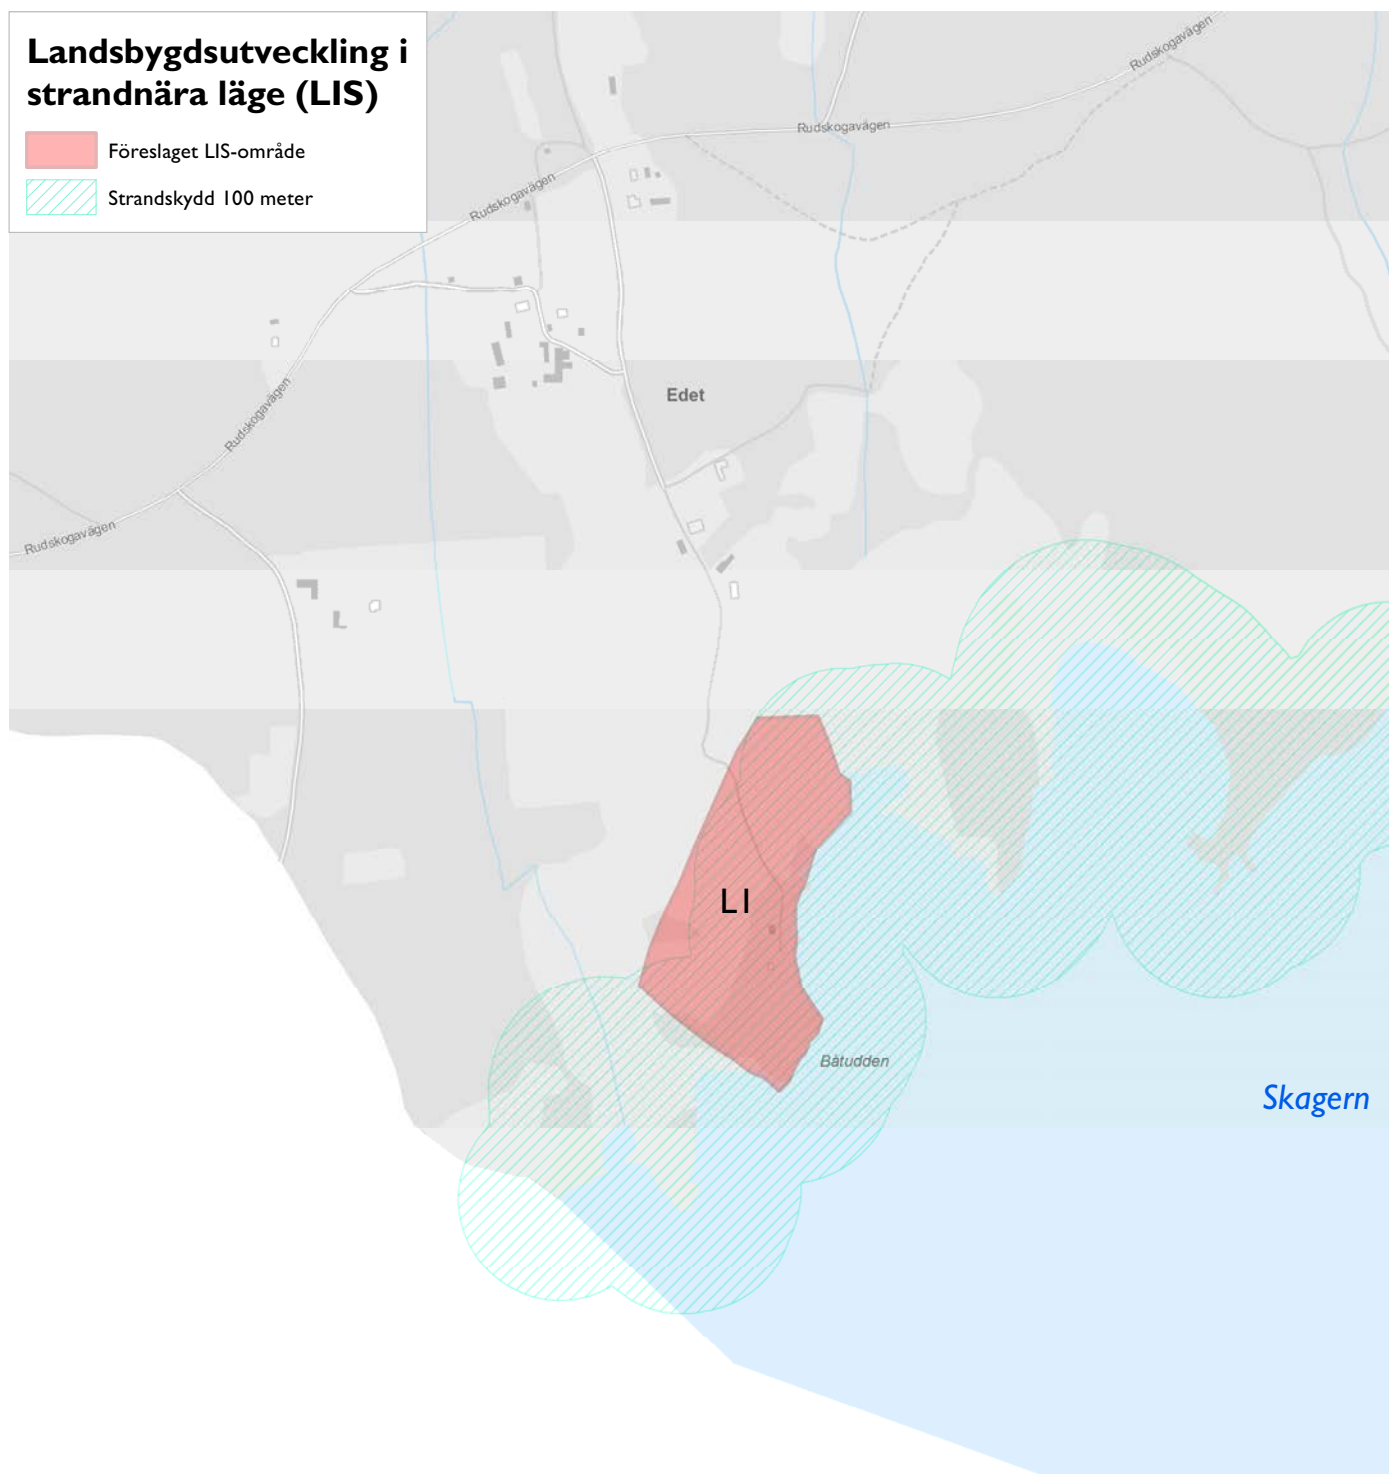 Landsbygdsutveckling i
strandnära läge (LIS)
Föreslaget LIS-område
Strandskydd 100 meter
Rudskogavägen
Rudskogavägen
Rudskogavägen
Rudskogavägen
Rudskogavägen
Edet
L1
Båtudden
Skagern